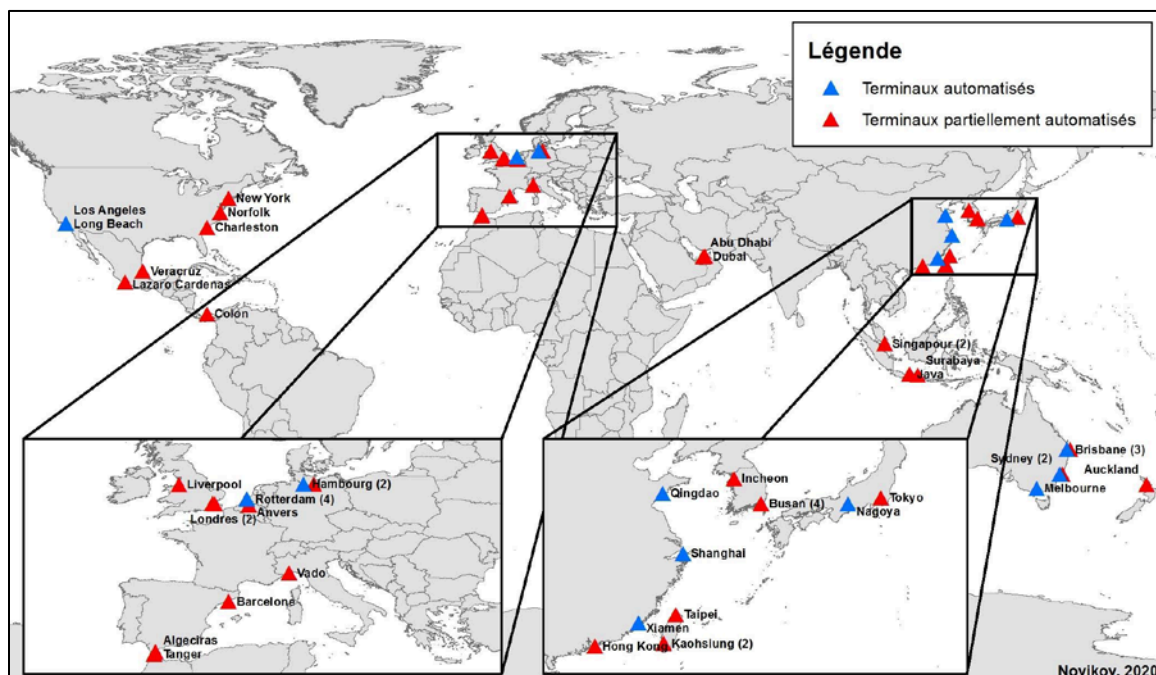 Légende
Terminaux automatisés
Terminaux partiellement automatisés
New York
Norfolk
Charleston
Los Angeles
Long Beach
Veracruz
Lazaro Cardenas
Colón
Abu Dhabi
Dubaï
Singapour (2)
Surabaya
Java
Brisbane (3)
Sydney (2)
Auckland
Melbourne
Liverpool
Hambourg (2)
Rotterdam (4)
Londres (2)
Anvers
Vado
Barcelone
Algeciras
Tanger
Incheon
Qingdao
Busan (4)
Tokyo
Nagoya
Shanghai
Taipei
Xiamen
Hong Kong
Kaohsiung (2)
Novikov, 2020